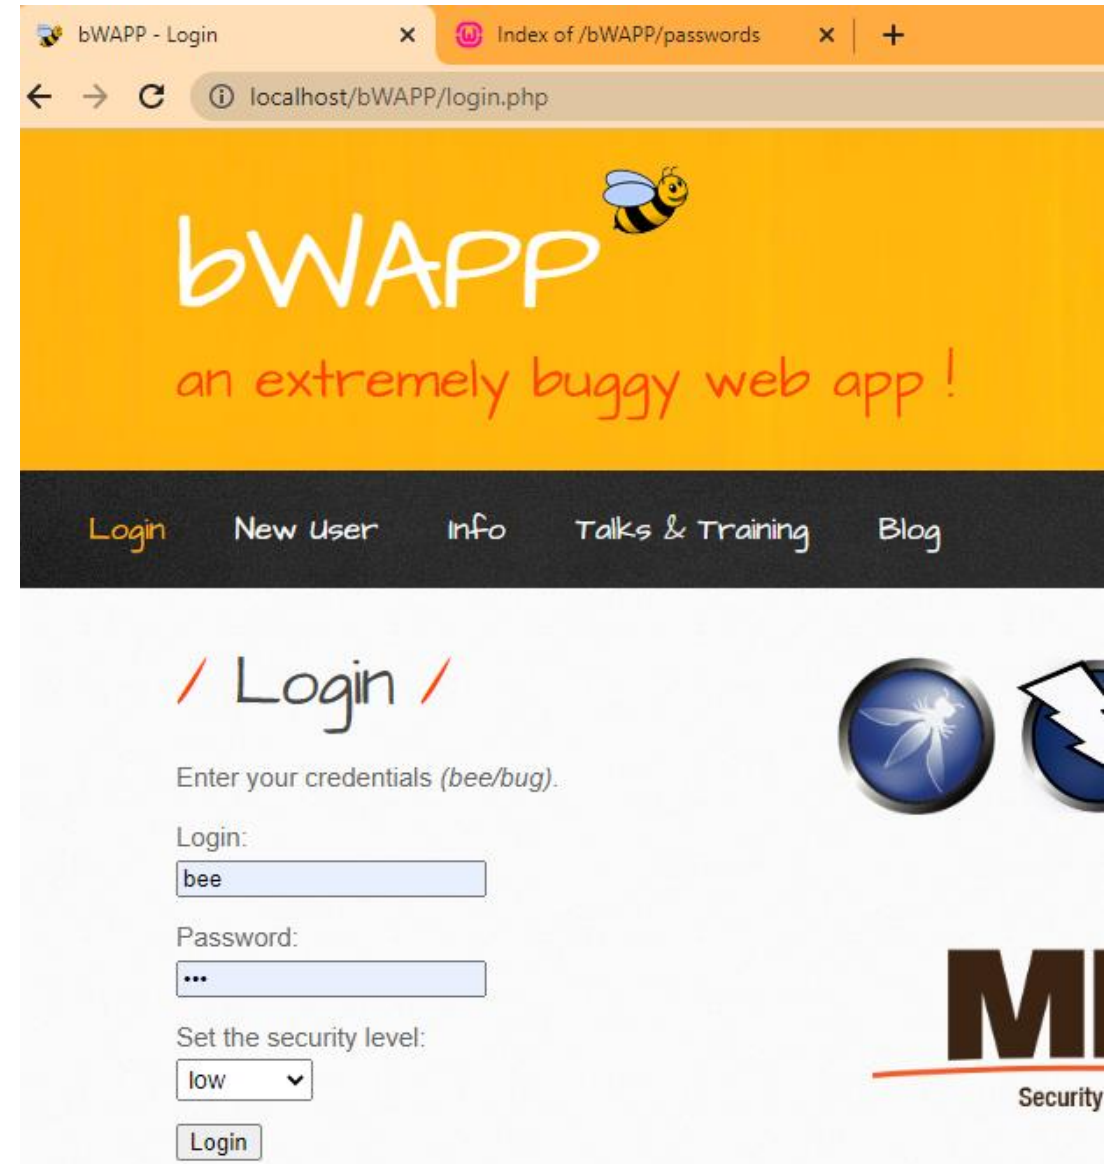 bWAPP - Login
Index of /bWAPP/passwords
localhost/bWAPP/login.php
bWAPP
an extremely buggy web app !
Login New User Info Talks & Training Blog
/ Login /
Enter your credentials (bee/bug).
Login:
bee
Password:
•••
Set the security level:
low
Login
Security